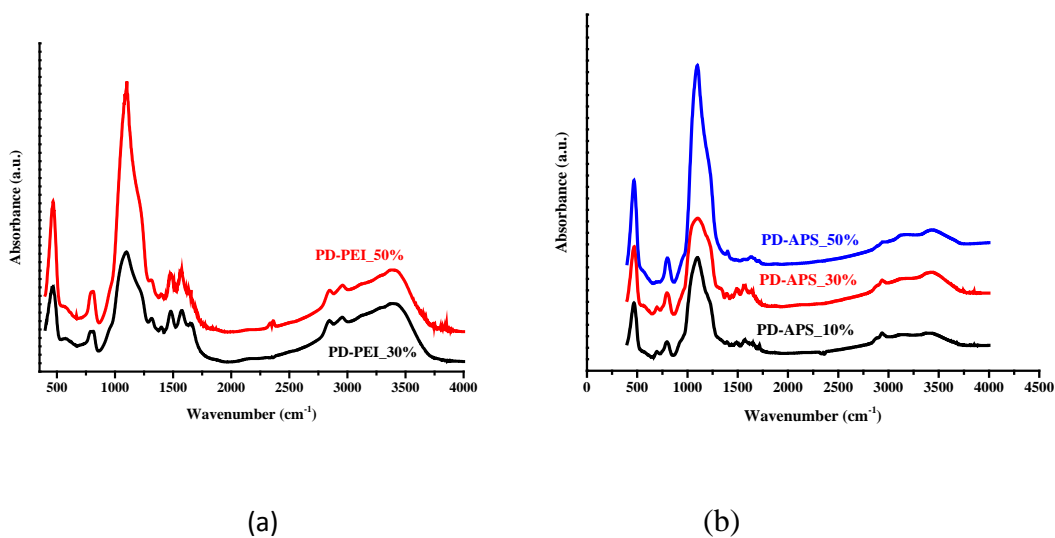 Absorbance (a.u.)
PD-PEI_50%
PD-PEI_30%
500 1000 1500 2000 2500 3000 3500 4000
Wavenumber (cm-1)
(a)
Absorbance (a.u.)
PD-APS_50%
PD-APS_30%
PD-APS_10%
0 500 1000 1500 2000 2500 3000 3500 4000 4500
Wavenumber (cm-1)
(b)